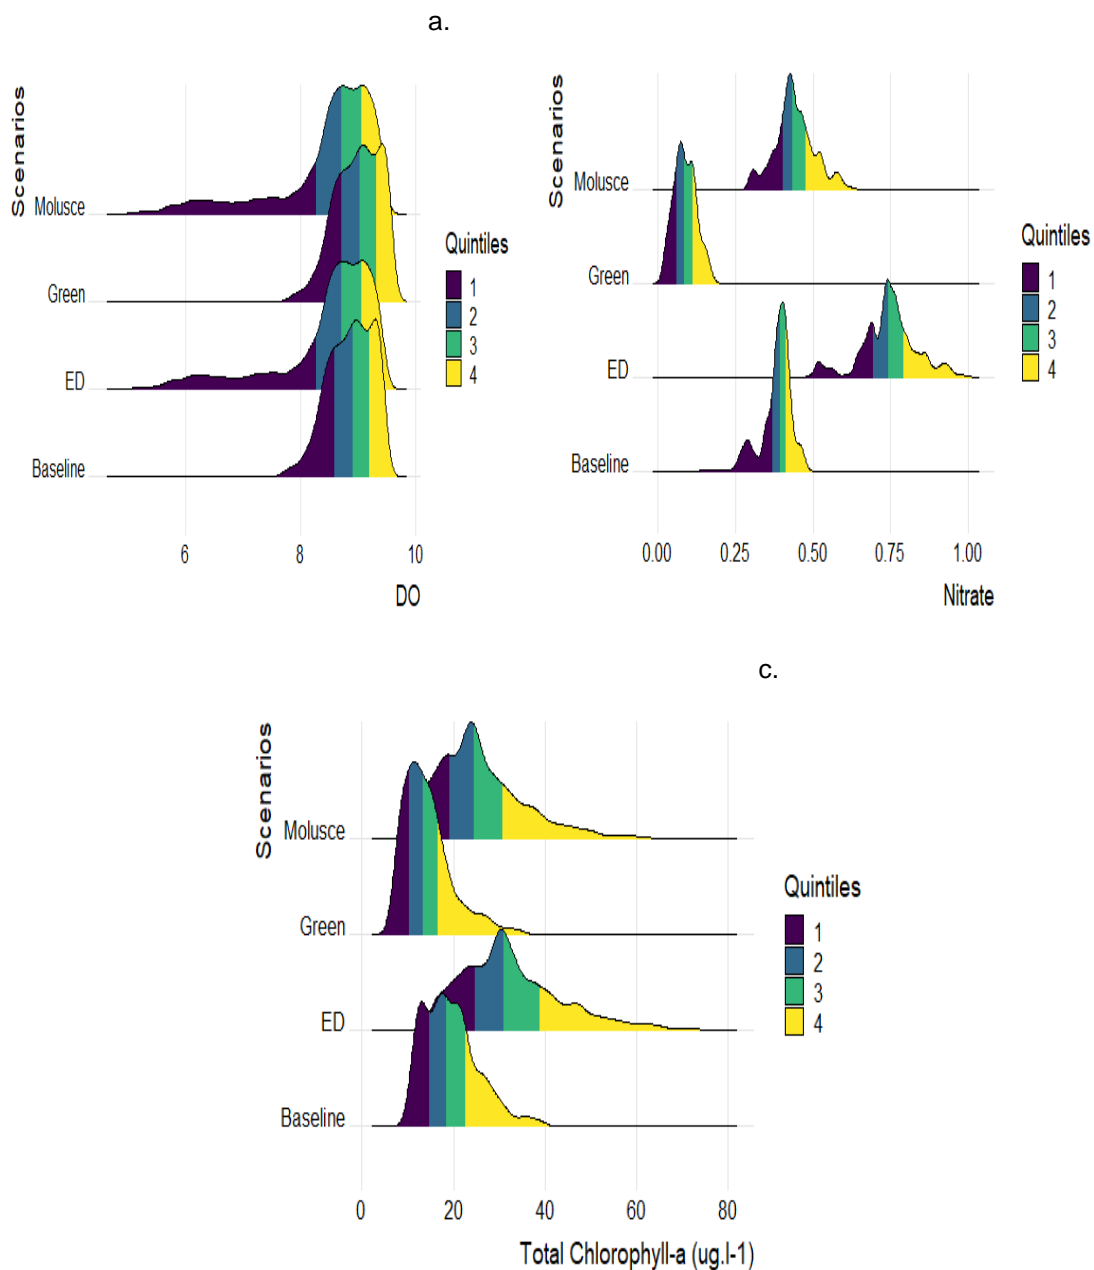 a.
Scenarios
Molusce
Green
ED
Baseline
6 8 10
DO
Quintiles
1
2
3
4
Scenarios
Molusce
Green
ED
Baseline
0.00 0.25 0.50 0.75 1.00
Nitrate
Quintiles
1
2
3
4
c.
Scenarios
Molusce
Green
ED
Baseline
0 20 40 60 80
Total Chlorophyll-a (ug.l-1)
Quintiles
1
2
3
4